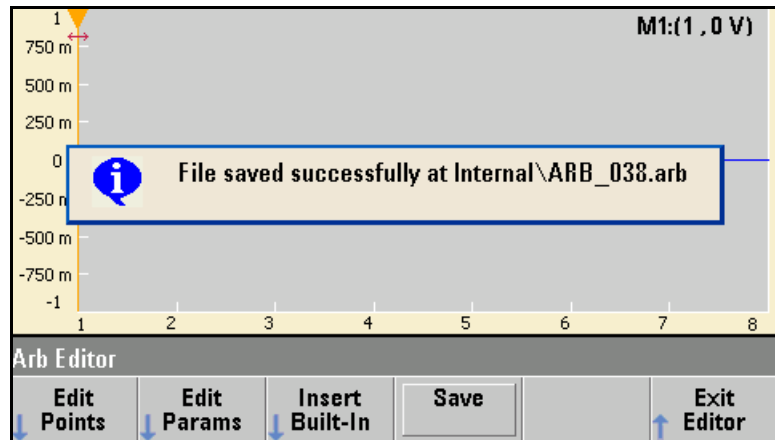 1
M1:(1 , 0 V)
750 m
500 m
250 m
0
File saved successfully at Internal\ARB_038.arb
-250
-500 m
-750 m
-1
1 2 3 4 5 6 7 8
Arb Editor
Edit Points
Edit Params
Insert Built-In
Save
Exit Editor